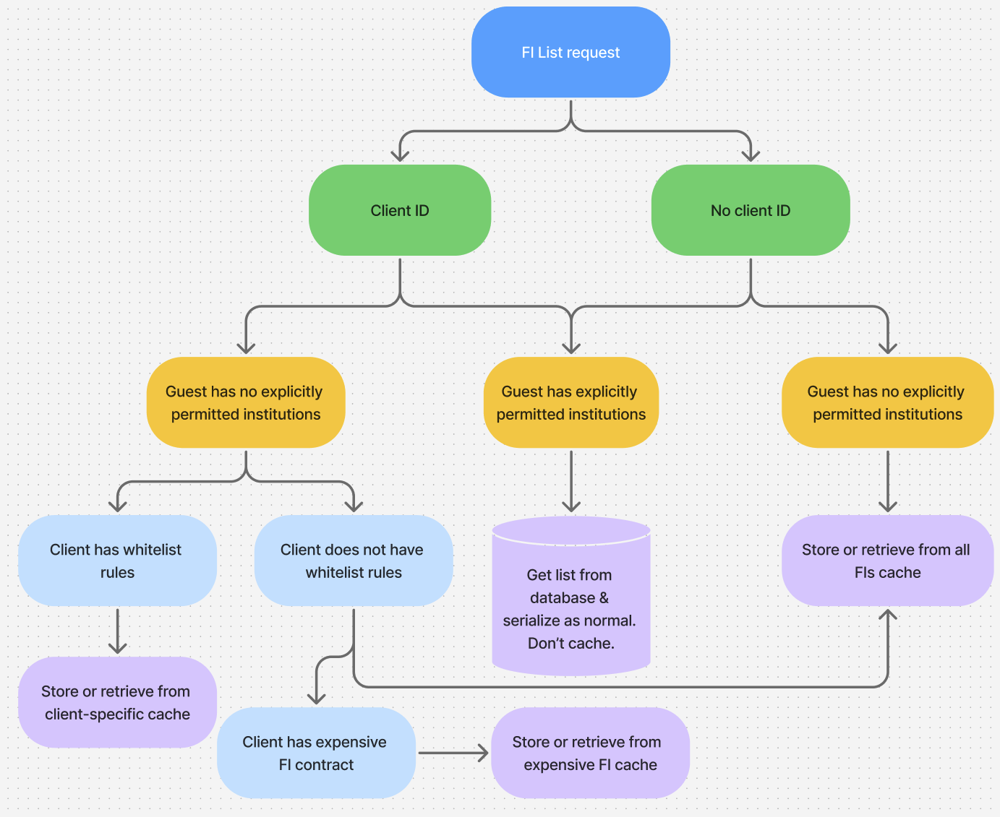 FI List request
Client ID
No client ID
Guest has no explicitly
permitted institutions
Guest has explicitly
permitted institutions
Guest has no explicitly
permitted institutions
Client has whitelist
rules
Client does not have
whitelist rules
Get list from
database &
serialize as normal.
Don’t cache.
Store or retrieve from all
FIs cache
Store or retrieve from
client-specific cache
Client has expensive
FI contract
Store or retrieve from
expensive FI cache